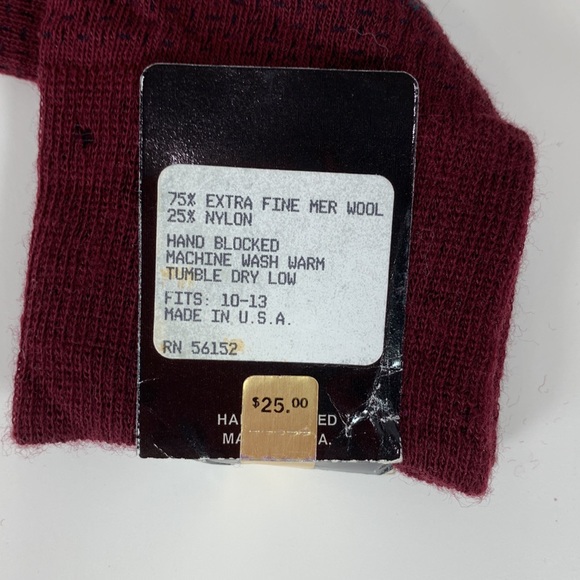 75% EXTRA FINE MER WOOL
25% NYLON
HAND BLOCKED
MACHINE WASH WARM
TUMBLE DRY LOW
FITS: 10-13
MADE IN U.S.A.
RN 56152
$25.00